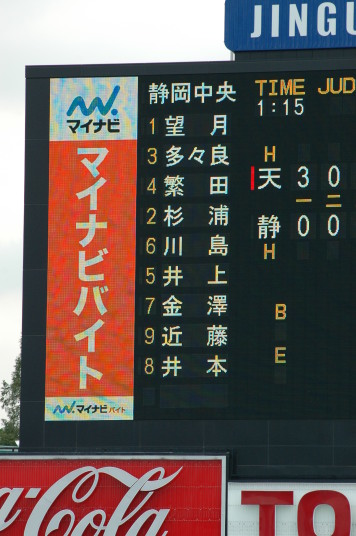 JINGU
静岡中央 TIME JUD
1:15
1 望月
3 多々良 H
4 繁田 天 3 0
一 二
2 杉浦 静 0 0
6 川島 H
5 井上
7 金澤 B
9 近藤 E
8 井本
マイナビ
マイナビバイト
マイナビバイト
Coca-Cola
TO